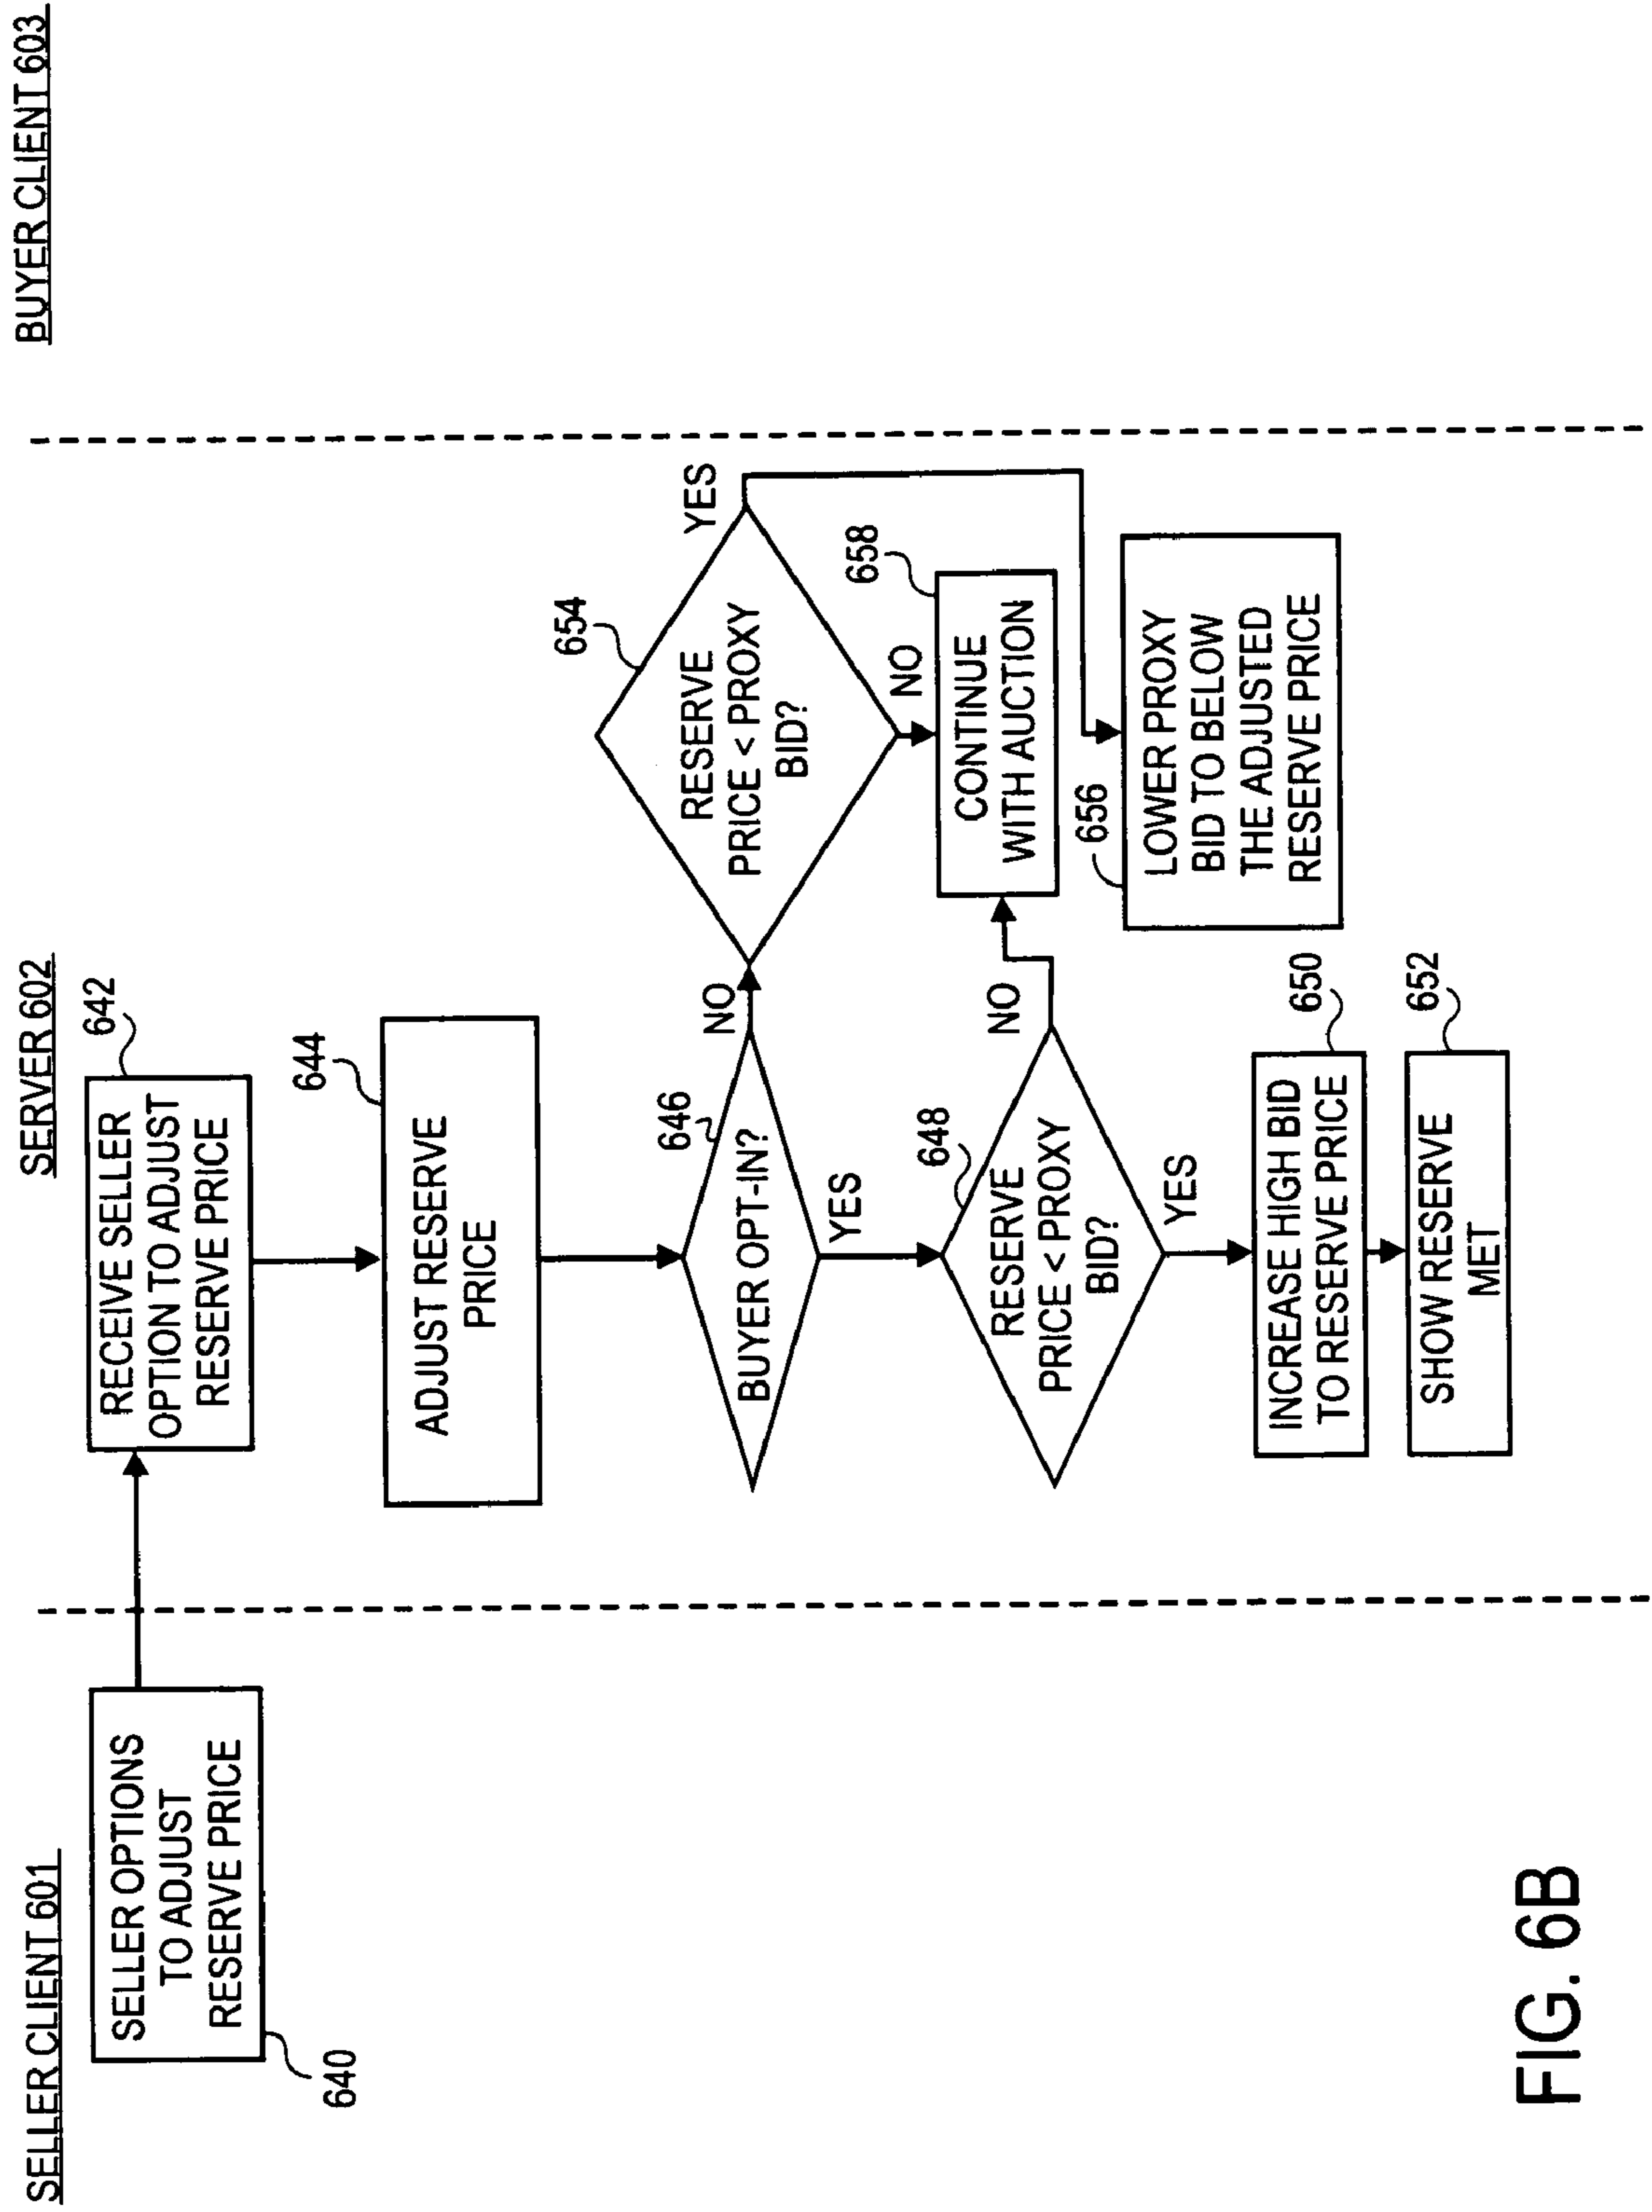 SELLER CLIENT 601
SERVER 602
BUYER CLIENT 603
SELLER OPTIONS
TO ADJUST
RESERVE PRICE
640
RECEIVE SELLER
OPTION TO ADJUST
RESERVE PRICE
642
ADJUST RESERVE
PRICE
644
BUYER OPT-IN?
646
NO
YES
RESERVE
PRICE < PROXY
BID?
654
YES
NO
RESERVE
PRICE < PROXY
BID?
648
NO
YES
CONTINUE
WITH AUCTION
658
LOWER PROXY
BID TO BELOW
THE ADJUSTED
RESERVE PRICE
656
INCREASE HIGH BID
TO RESERVE PRICE
650
SHOW RESERVE
MET
652
FIG. 6B